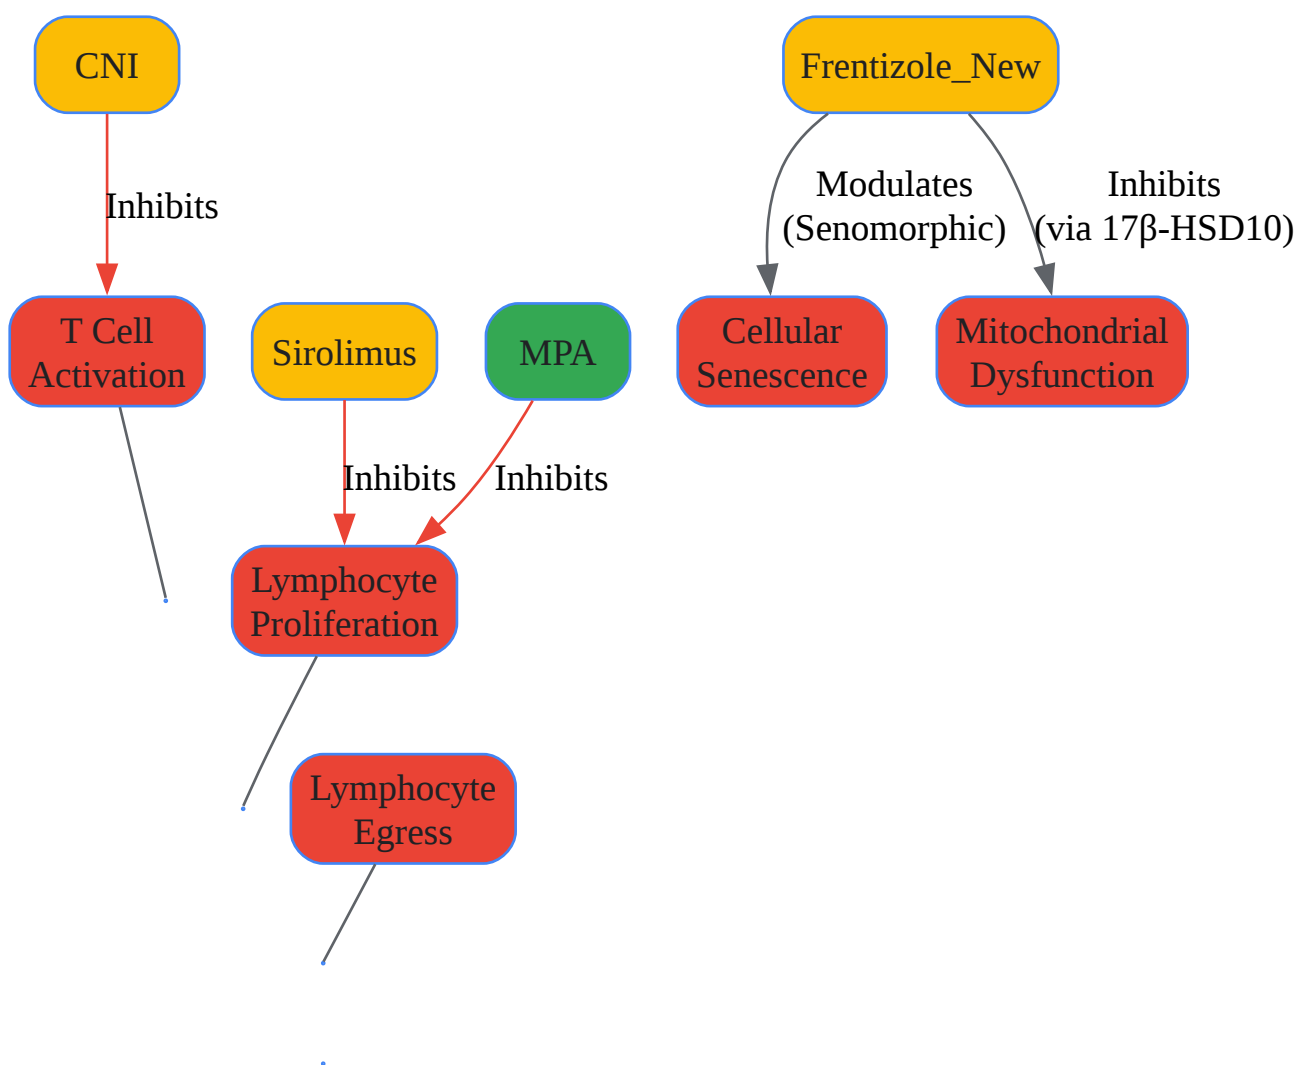 CNI
Frentizole_New
Inhibits
Modulates
(Senomorphic)
Inhibits
(via 17β-HSD10)
T Cell
Activation
Sirolimus
MPA
Cellular
Senescence
Mitochondrial
Dysfunction
Inhibits
Inhibits
Lymphocyte
Proliferation
Lymphocyte
Egress